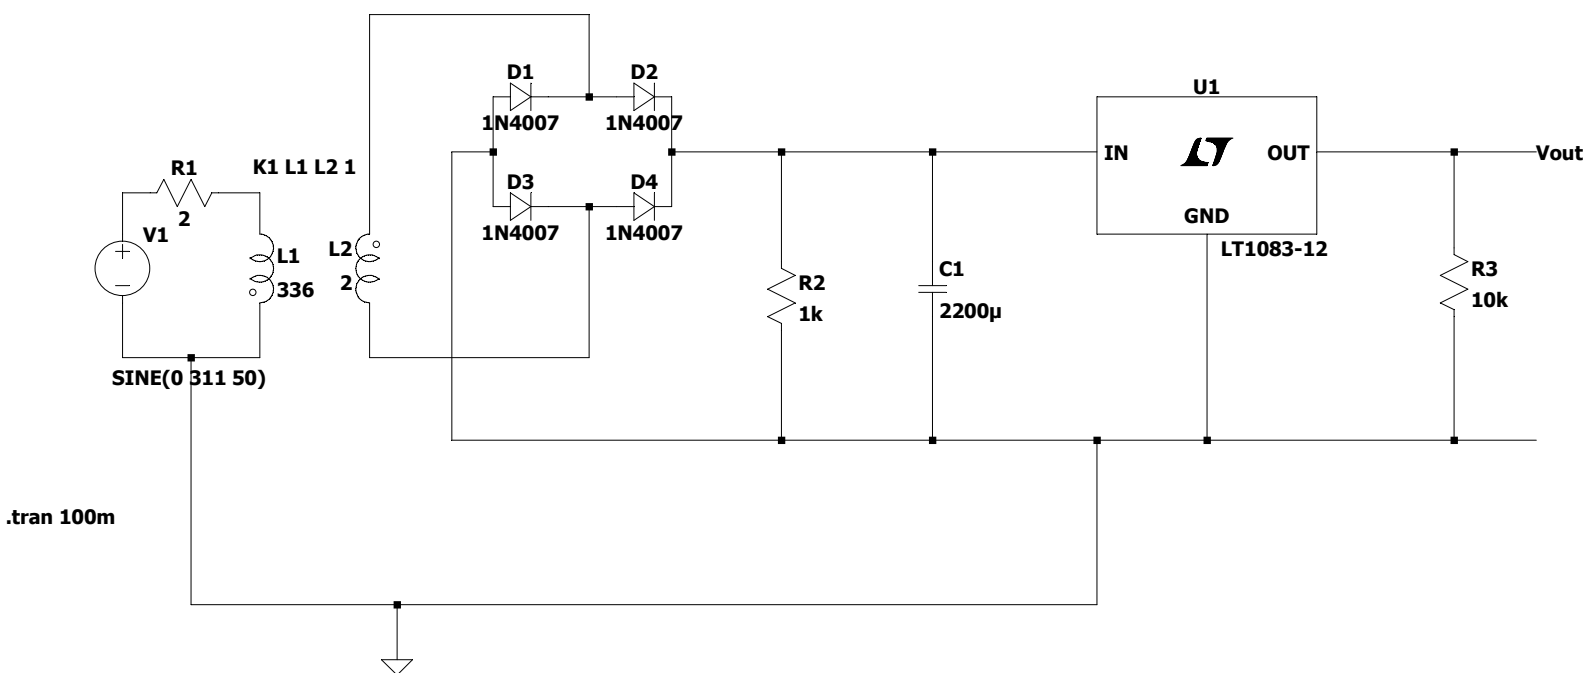 D1
1N4007
D2
1N4007
U1
IN
OUT
GND
LT1083-12
Vout
R1
2
K1 L1 L2 1
D3
1N4007
D4
1N4007
V1
SINE(0 311 50)
L1
336
L2
2
R2
1k
C1
2200µ
R3
10k
.tran 100m